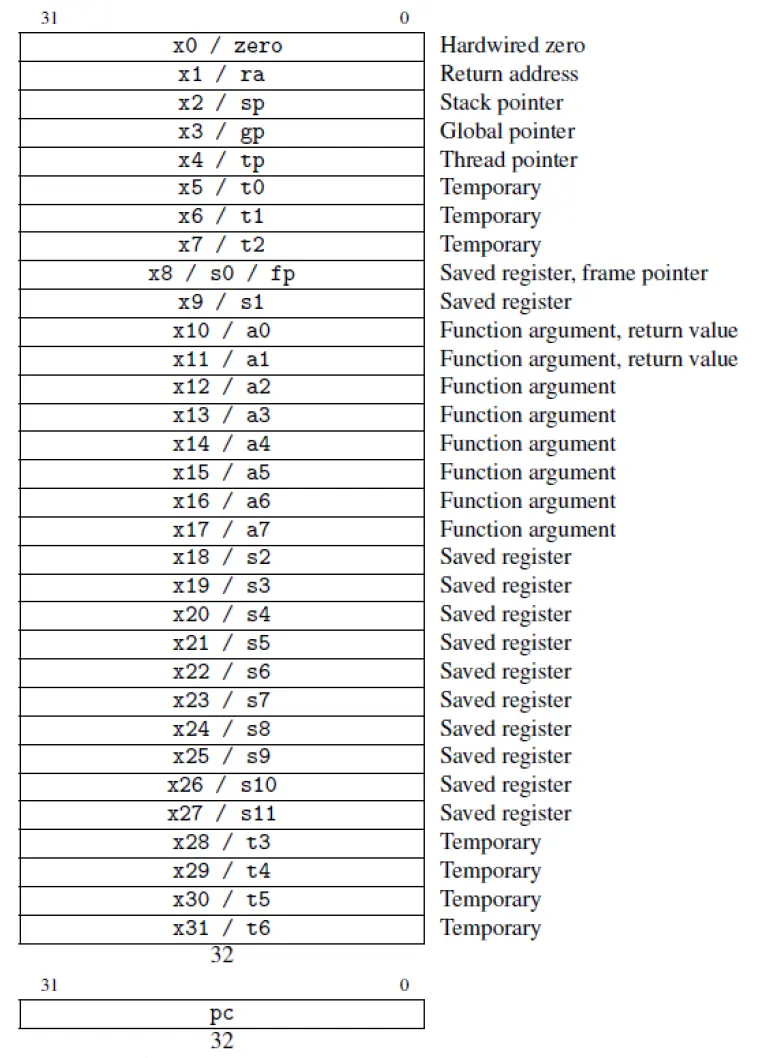 31 0
x0 / zero Hardwired zero
x1 / ra Return address
x2 / sp Stack pointer
x3 / gp Global pointer
x4 / tp Thread pointer
x5 / t0 Temporary
x6 / t1 Temporary
x7 / t2 Temporary
x8 / s0 / fp Saved register, frame pointer
x9 / s1 Saved register
x10 / a0 Function argument, return value
x11 / a1 Function argument, return value
x12 / a2 Function argument
x13 / a3 Function argument
x14 / a4 Function argument
x15 / a5 Function argument
x16 / a6 Function argument
x17 / a7 Function argument
x18 / s2 Saved register
x19 / s3 Saved register
x20 / s4 Saved register
x21 / s5 Saved register
x22 / s6 Saved register
x23 / s7 Saved register
x24 / s8 Saved register
x25 / s9 Saved register
x26 / s10 Saved register
x27 / s11 Saved register
x28 / t3 Temporary
x29 / t4 Temporary
x30 / t5 Temporary
x31 / t6 Temporary
32
31 0
pc
32